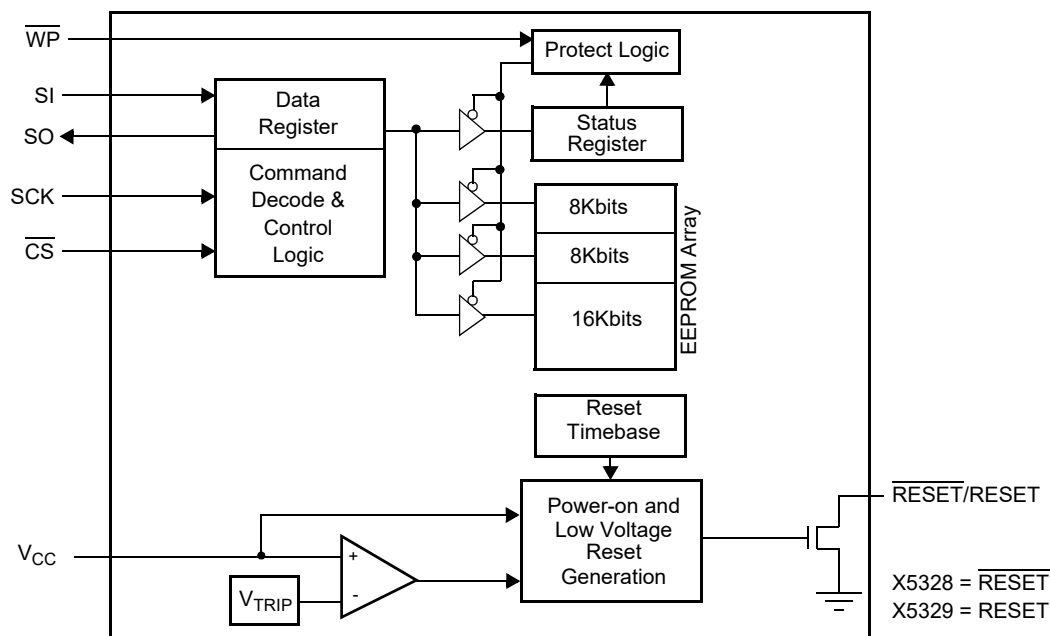 WP
Protect Logic
SI
Data
Register
SO
Status
Register
SCK
Command
Decode &
Control
Logic
CS
8Kbits
8Kbits
16Kbits
EEPROM Array
Reset
Timebase
RESET/RESET
Power-on and
Low Voltage
Reset
Generation
VCC
+
-
VTRIP
X5328 = RESET
X5329 = RESET